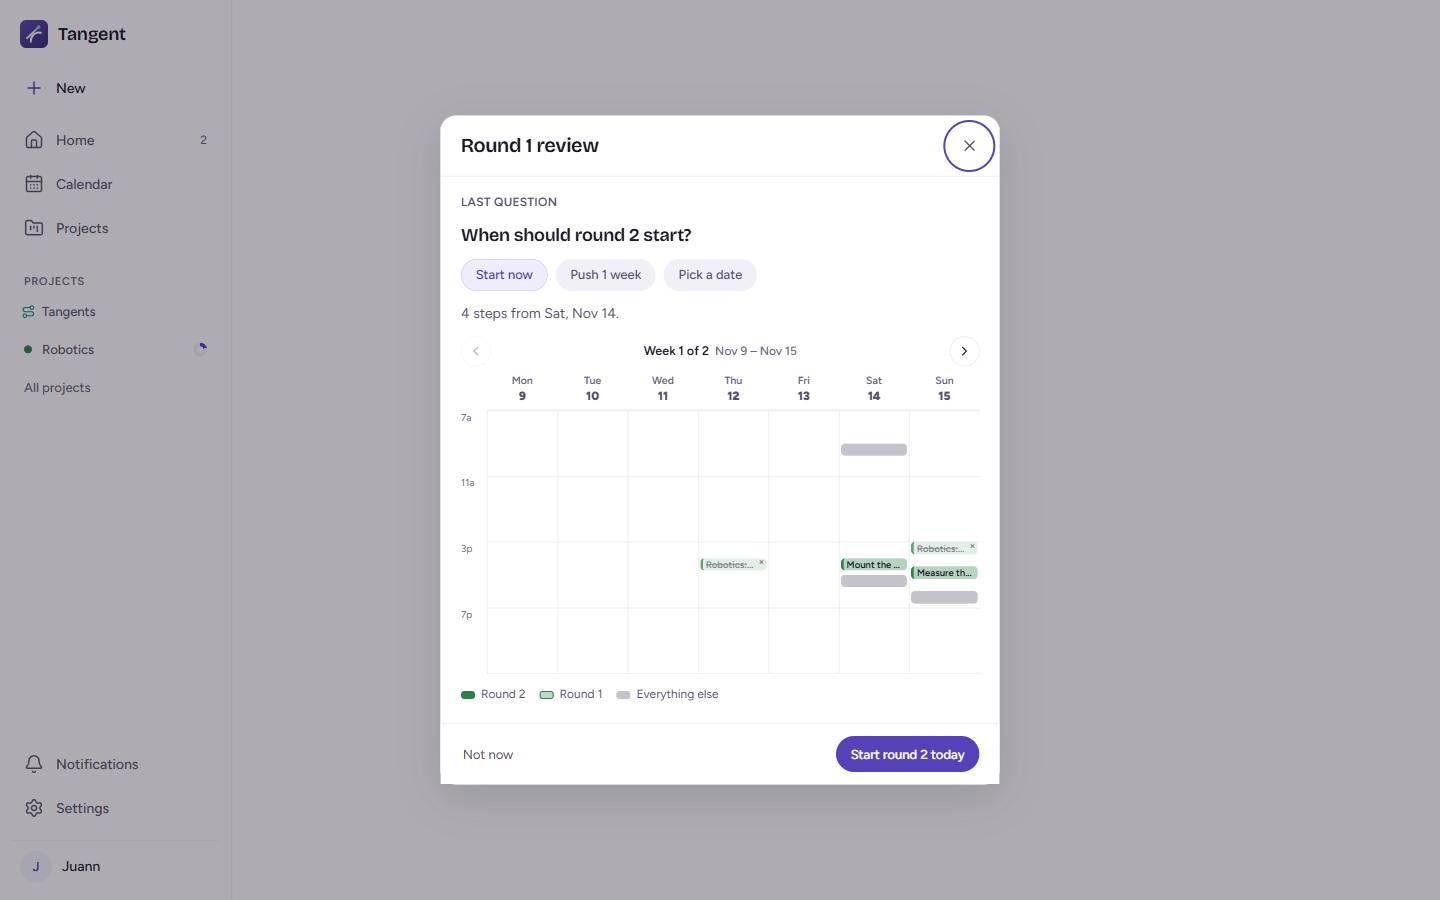 Tangent
New
Home 2
Calendar
Projects
PROJECTS
Tangents
Robotics
All projects
Notifications
Settings
J Juann
Round 1 review
LAST QUESTION
When should round 2 start?
Start now Push 1 week Pick a date
4 steps from Sat, Nov 14.
Week 1 of 2 Nov 9 – Nov 15
Mon Tue Wed Thu Fri Sat Sun
9 10 11 12 13 14 15
7a
11a
3p
Robotics:... ×
Robotics:... ×
Mount the ...
Measure th...
7p
Round 2 Round 1 Everything else
Not now Start round 2 today